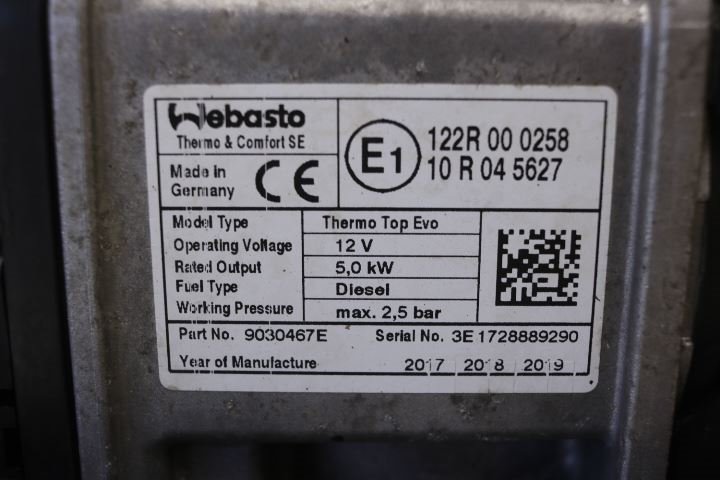 Webasto
Thermo & Comfort SE
Made in
Germany
CE
E1
122R 00 0258
10 R 04 5627
Model Type Thermo Top Evo
Operating Voltage 12 V
Rated Output 5,0 kW
Fuel Type Diesel
Working Pressure max. 2,5 bar
Part No. 9030467E Serial No. 3E 1728889290
Year of Manufacture 2017 2018 2019